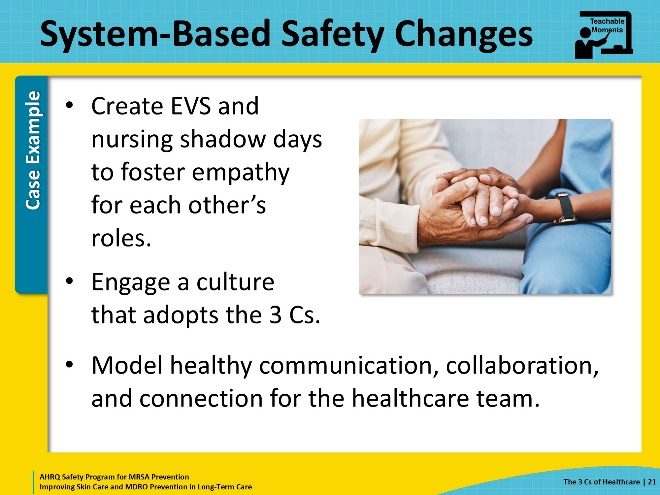 System-Based Safety Changes
Teachable
Moments
Case Example
• Create EVS and
nursing shadow days
to foster empathy
for each other’s
roles.
• Engage a culture
that adopts the 3 Cs.
• Model healthy communication, collaboration,
and connection for the healthcare team.
AHRQ Safety Program for MRSA Prevention
Improving Skin Care and MDRO Prevention in Long-Term Care
The 3 Cs of Healthcare | 21